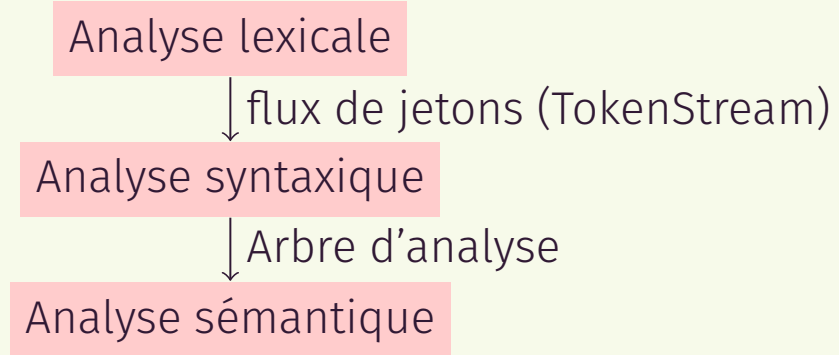 Analyse lexicale
flux de jetons (TokenStream)
Analyse syntaxique
Arbre d’analyse
Analyse sémantique